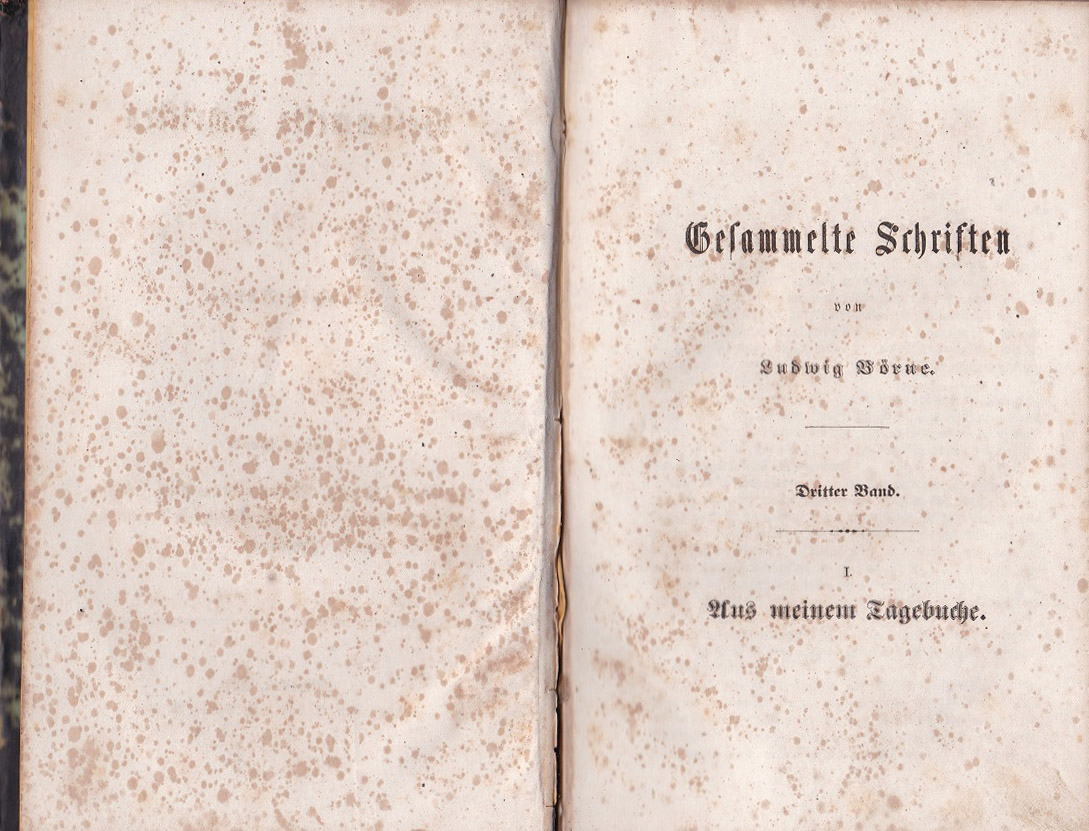 Geſammelte Schriften
von
Ludwig Börne.
Dritter Band.
I.
Aus meinem Tagebuche.